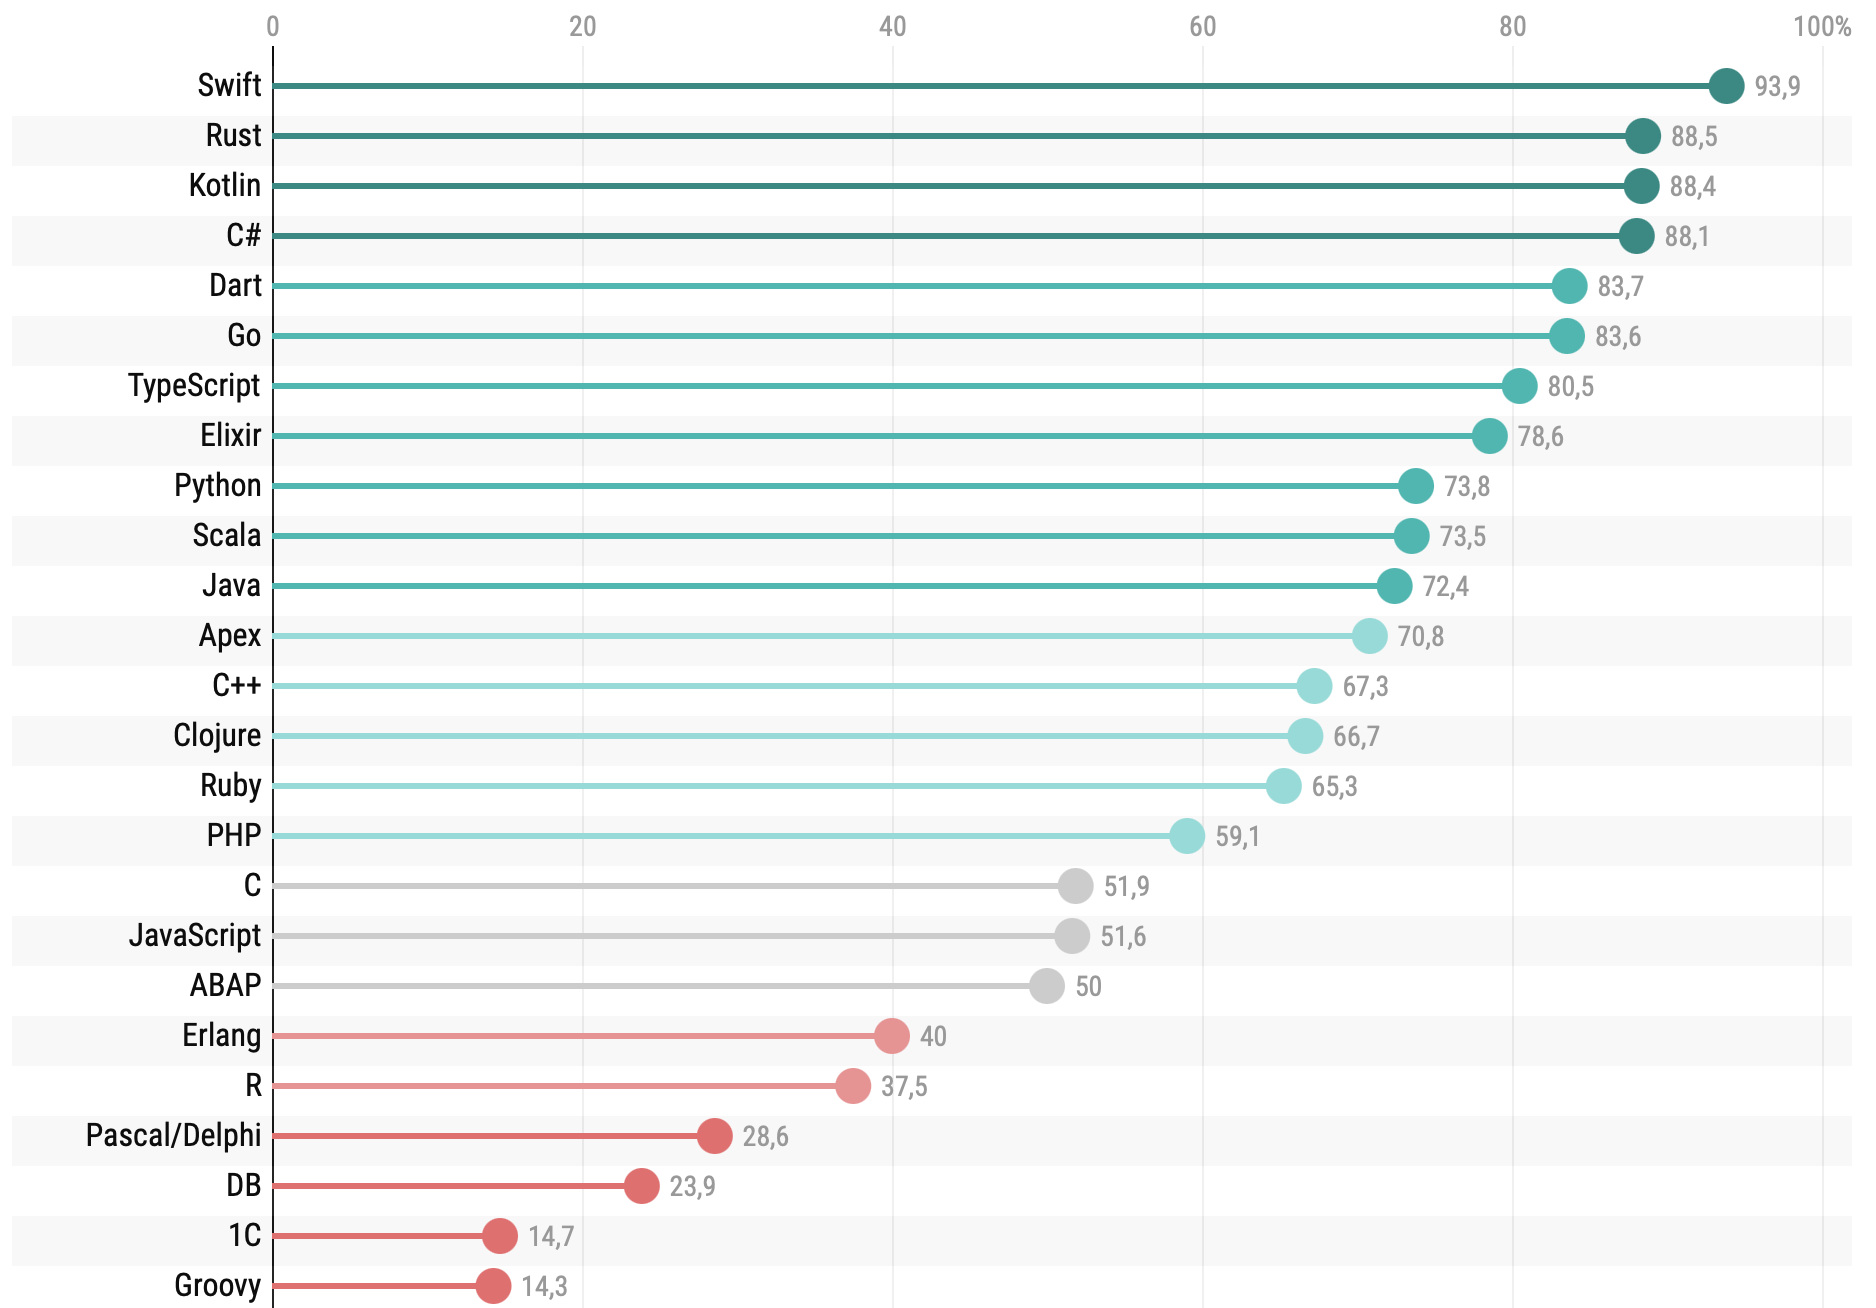 0 20 40 60 80 100%
Swift 93,9
Rust 88,5
Kotlin 88,4
C# 88,1
Dart 83,7
Go 83,6
TypeScript 80,5
Elixir 78,6
Python 73,8
Scala 73,5
Java 72,4
Apex 70,8
C++ 67,3
Clojure 66,7
Ruby 65,3
PHP 59,1
C 51,9
JavaScript 51,6
ABAP 50
Erlang 40
R 37,5
Pascal/Delphi 28,6
DB 23,9
1C 14,7
Groovy 14,3